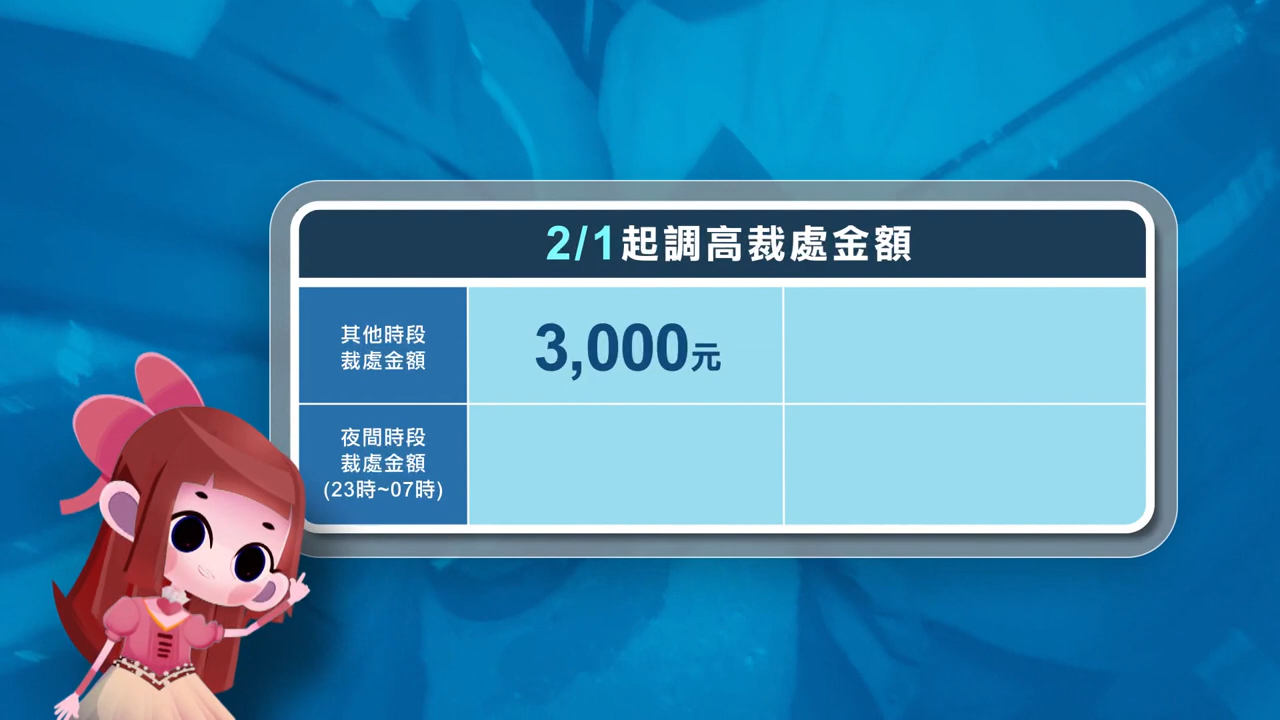 2/1起調高裁處金額
其他時段
裁處金額
3,000元
夜間時段
裁處金額
(23時~07時)